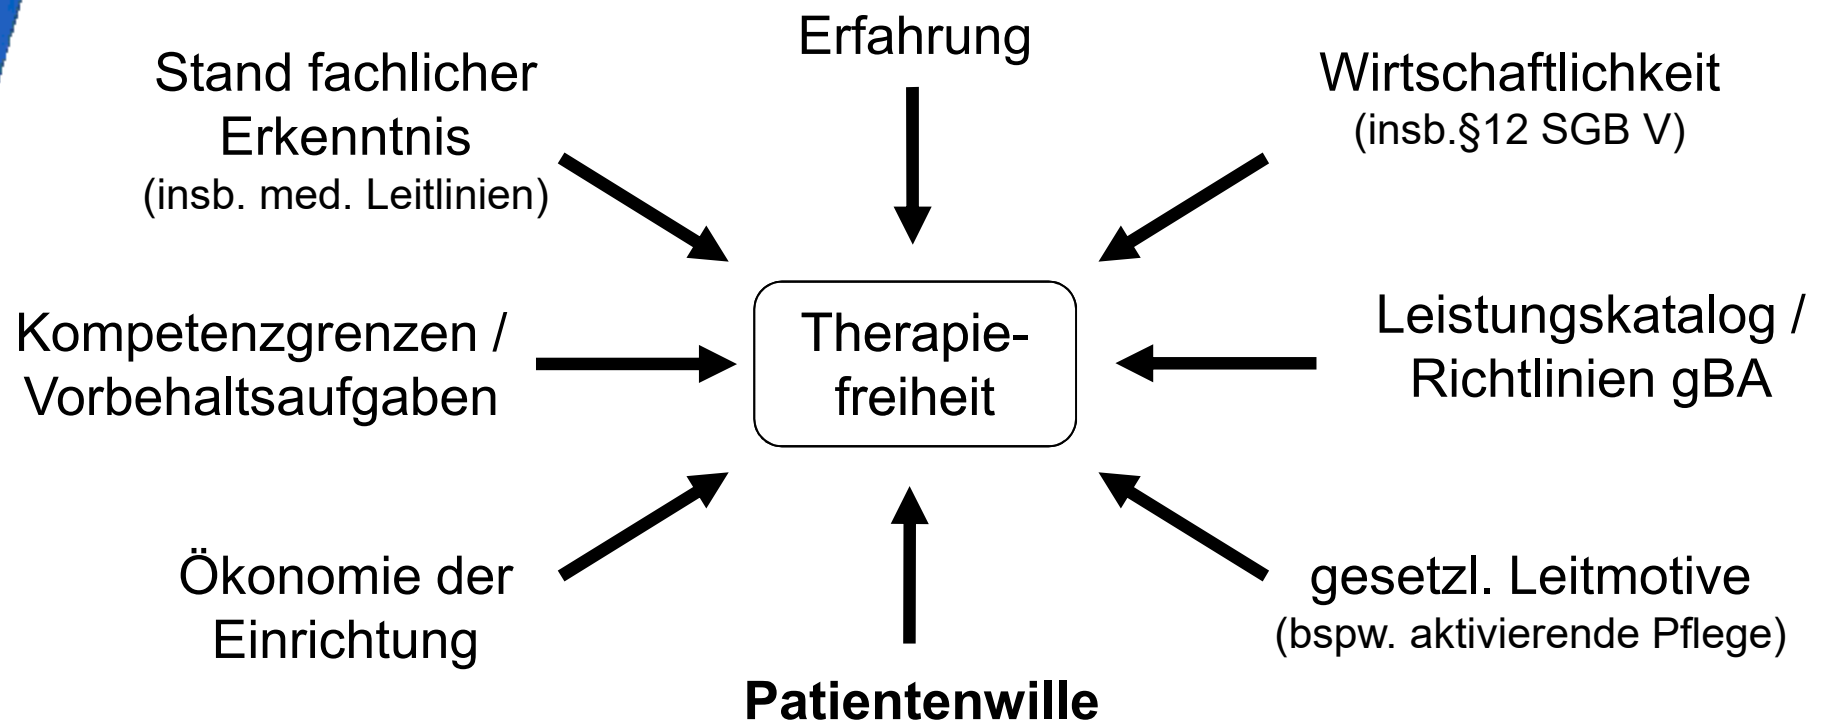 Erfahrung
Stand fachlicher
Erkenntnis
(insb. med. Leitlinien)
Wirtschaftlichkeit
(insb.§12 SGB V)
Kompetenzgrenzen /
Vorbehaltsaufgaben
Therapie-
freiheit
Leistungskatalog /
Richtlinien gBA
Ökonomie der
Einrichtung
gesetzl. Leitmotive
(bspw. aktivierende Pflege)
Patientenwille